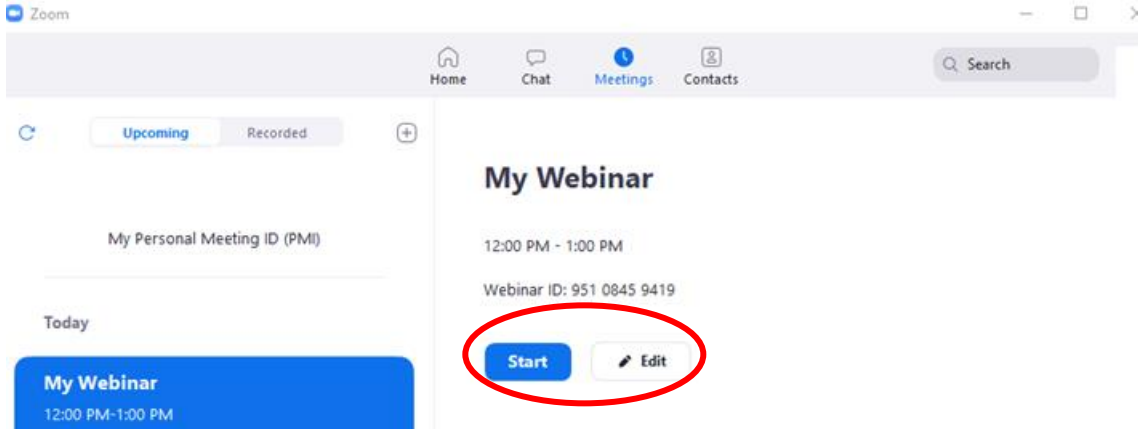 Zoom
Home Chat Meetings Contacts
Search
Upcoming Recorded
My Personal Meeting ID (PMI)
Today
My Webinar
12:00 PM-1:00 PM
My Webinar
12:00 PM - 1:00 PM
Webinar ID: 951 0845 9419
Start Edit